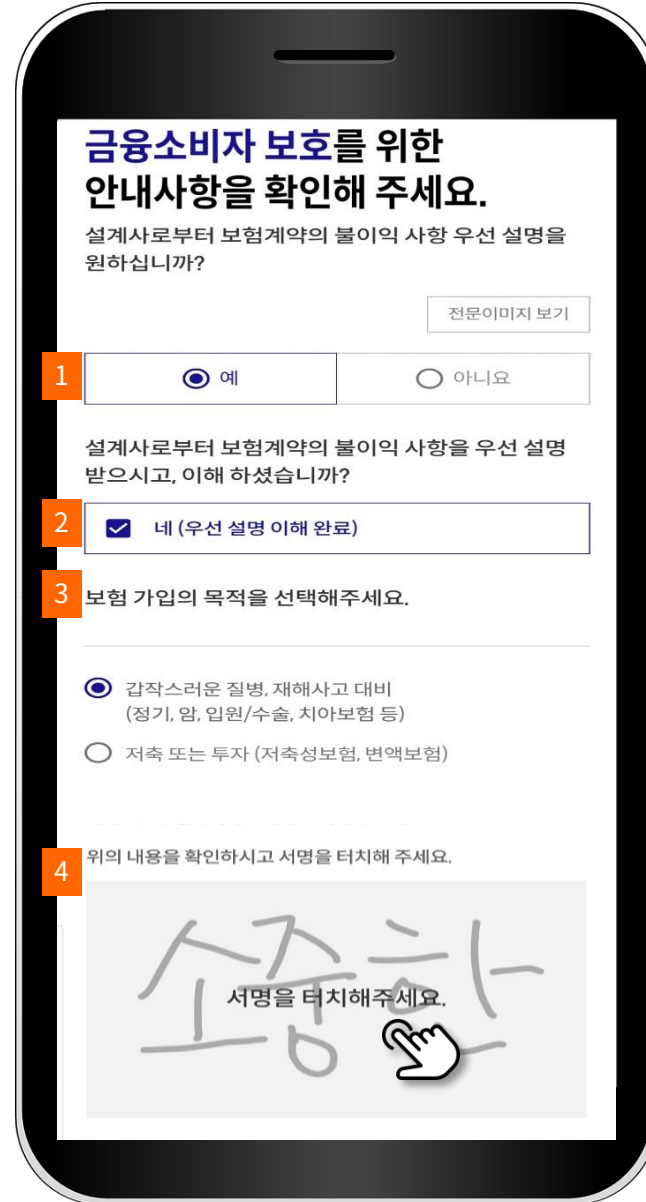 금융소비자 보호를 위한
안내사항을 확인해 주세요.
설계사로부터 보험계약의 불이익 사항 우선 설명을
원하십니까?
전문이미지 보기
1
예
아니요
설계사로부터 보험계약의 불이익 사항을 우선 설명
받으시고, 이해 하셨습니까?
2
네 (우선 설명 이해 완료)
3
보험 가입의 목적을 선택해주세요.
갑작스러운 질병, 재해사고 대비
(정기, 암, 입원/수술, 치아보험 등)
저축 또는 투자 (저축성보험, 변액보험)
4
위의 내용을 확인하시고 서명을 터치해 주세요.
소중한
서명을 터치해주세요.